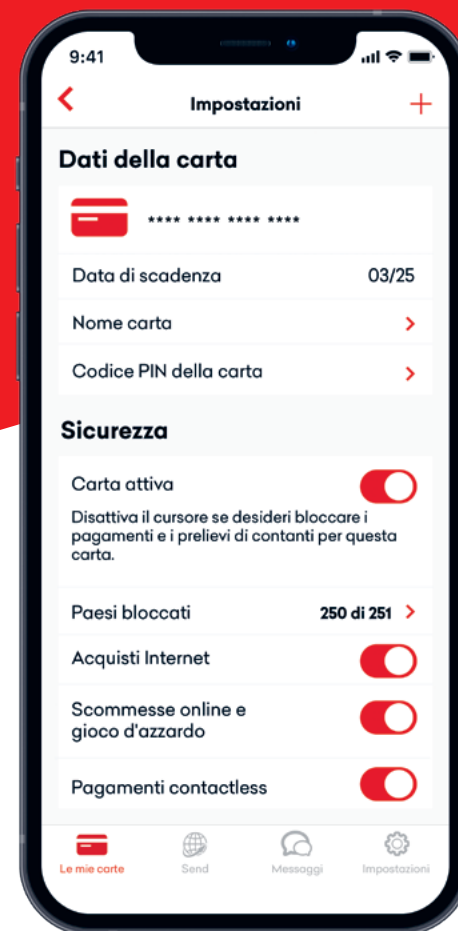 9:41
Impostazioni
Dati della carta
**** **** **** ****
Data di scadenza 03/25
Nome carta
Codice PIN della carta
Sicurezza
Carta attiva
Disattiva il cursore se desideri bloccare i
pagamenti e i prelievi di contanti per questa
carta.
Paesi bloccati 250 di 251
Acquisti Internet
Scommesse online e
gioco d'azzardo
Pagamenti contactless
Le mie carte Send Messaggi Impostazioni